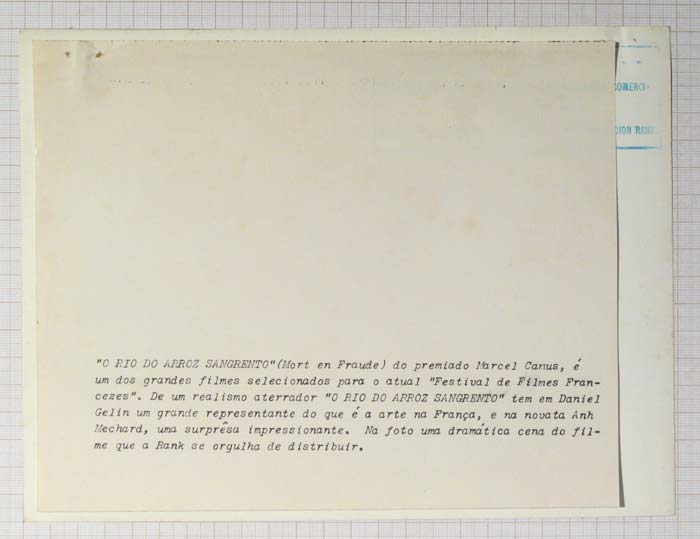 COMERCI
CION RANK
"O RIO DO ARROZ SANGRENTO"(Mort en Fraude) do premiado Marcel Camus, é
um dos grandes filmes selecionados para o atual "Festival de Filmes Fran-
cezes". De um realismo aterrador "O RIO DO ARROZ SANGRENTO" tem em Daniel
Gelin um grande representante do que é a arte na França, e na novata Anh
Mechard, uma surprêsa impressionante. Na foto uma dramática cena do fil-
me que a Rank se orgulha de distribuir.